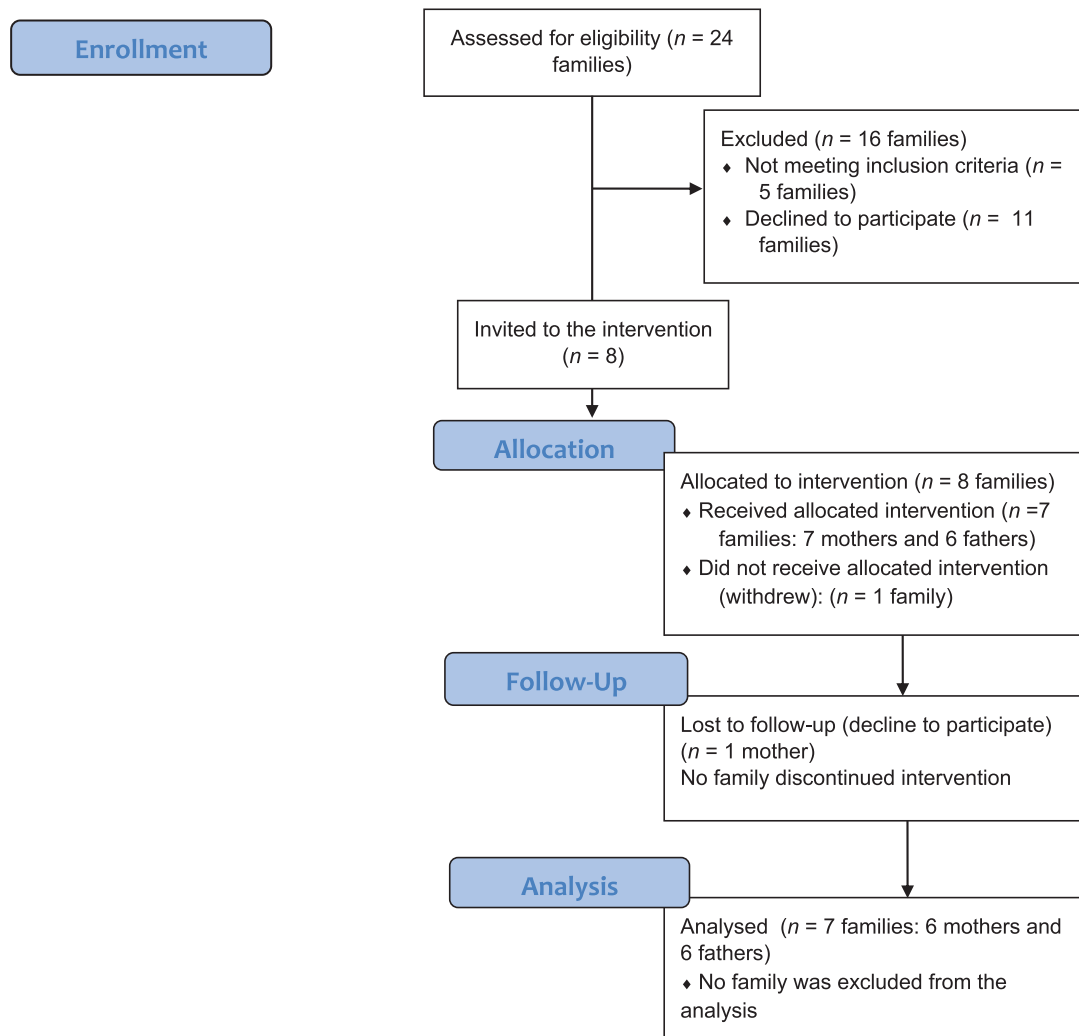 Enrollment
Assessed for eligibility (n = 24
families)
Excluded (n = 16 families)
♦ Not meeting inclusion criteria (n =
5 families)
♦ Declined to participate (n =  11
families)
Invited to the intervention
(n = 8)
Allocation
Allocated to intervention (n = 8 families)
♦ Received allocated intervention (n =7
families: 7 mothers and 6 fathers)
♦ Did not receive allocated intervention
(withdrew): (n = 1 family)
Follow-Up
Lost to follow-up (decline to participate)
(n = 1 mother)
No family discontinued intervention
Analysis
Analysed  (n = 7 families: 6 mothers and
6 fathers)
♦ No family was excluded from the
analysis